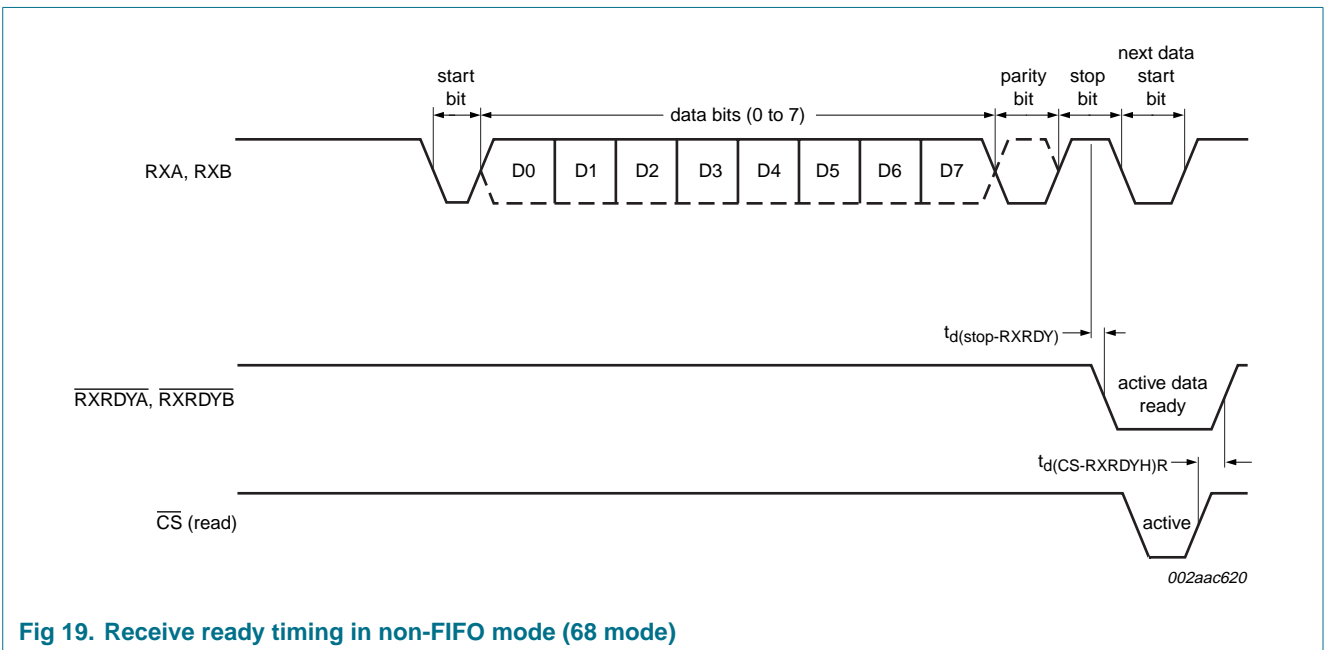 start
bit
data bits (0 to 7)
parity
bit
stop
bit
next data
start
bit
RXA, RXB
D0 D1 D2 D3 D4 D5 D6 D7
td(stop-RXRDY)
RXRDYA, RXRDYB
active data
ready
td(CS-RXRDYH)R
CS (read)
active
002aac620
Fig 19. Receive ready timing in non-FIFO mode (68 mode)